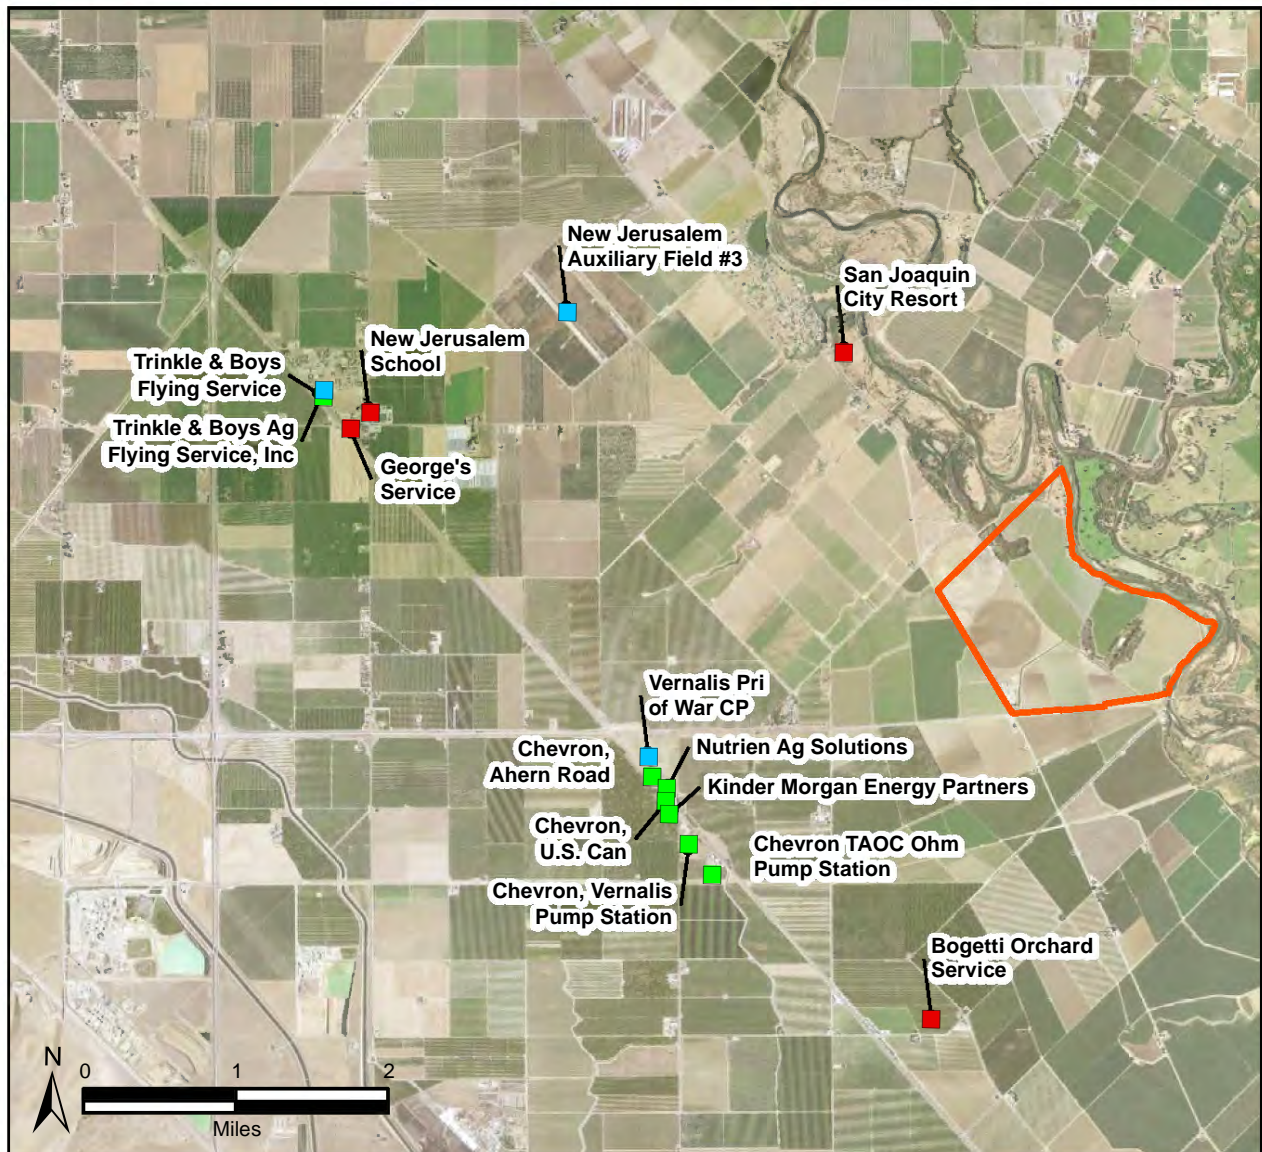 New Jerusalem
Auxiliary Field #3
San Joaquin
City Resort
New Jerusalem
School
Trinkle & Boys
Flying Service
Trinkle & Boys Ag
Flying Service, Inc
George's
Service
Vernalis Pri
of War CP
Chevron,
Ahern Road
Nutrien Ag Solutions
Kinder Morgan Energy Partners
Chevron,
U.S. Can
Chevron TAOC Ohm
Pump Station
Chevron, Vernalis
Pump Station
Bogetti Orchard
Service
N
0 1 2
Miles